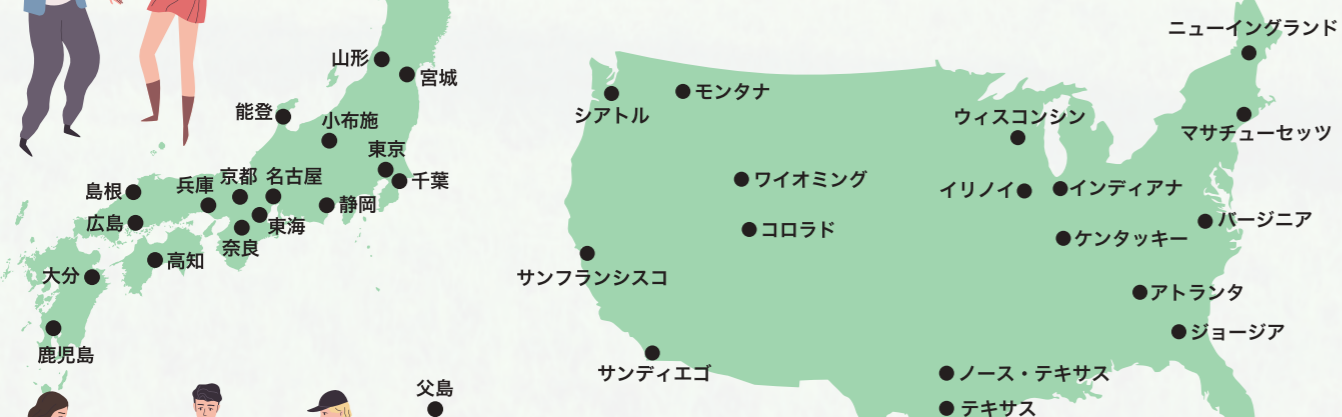 山形
宮城
能登
小布施
東京
千葉
島根
兵庫
京都
名古屋
静岡
広島
東海
奈良
高知
大分
鹿児島
父島
ニューイングランド
モンタナ
シアトル
ウィスコンシン
マサチューセッツ
ワイオミング
イリノイ
インディアナ
バージニア
コロラド
ケンタッキー
サンフランシスコ
アトランタ
ジョージア
サンディエゴ
ノース・テキサス
テキサス